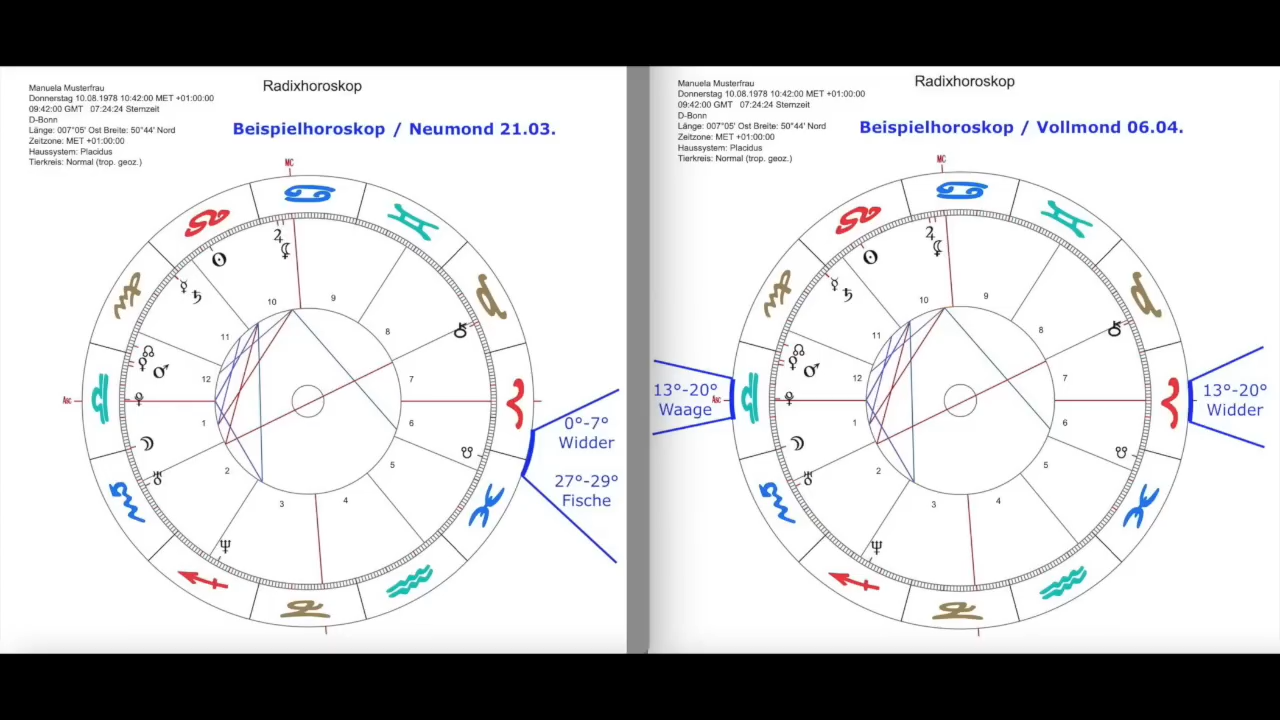 Radixhoroskop
Manuela Musterfrau
Donnerstag 10.08.1978 10:42:00 MET +01:00:00
09:42:00 GMT 07:24:24 Sternzeit
D-Bonn
Länge: 007°05' Ost Breite: 50°44' Nord
Zeitzone: MET +01:00:00
Haussystem: Placidus
Tierkreis: Normal (trop. geoz.)
Beispielhoroskop / Neumond 21.03.
MC
Asc
10
9
11
8
12
7
1
6
2
5
3
4
0°-7°
Widder
27°-29°
Fische
Radixhoroskop
Manuela Musterfrau
Donnerstag 10.08.1978 10:42:00 MET +01:00:00
09:42:00 GMT 07:24:24 Sternzeit
D-Bonn
Länge: 007°05' Ost Breite: 50°44' Nord
Zeitzone: MET +01:00:00
Haussystem: Placidus
Tierkreis: Normal (trop. geoz.)
Beispielhoroskop / Vollmond 06.04.
MC
13°-20°
Waage
Asc
10
9
11
8
12
7
1
6
2
5
3
4
13°-20°
Widder